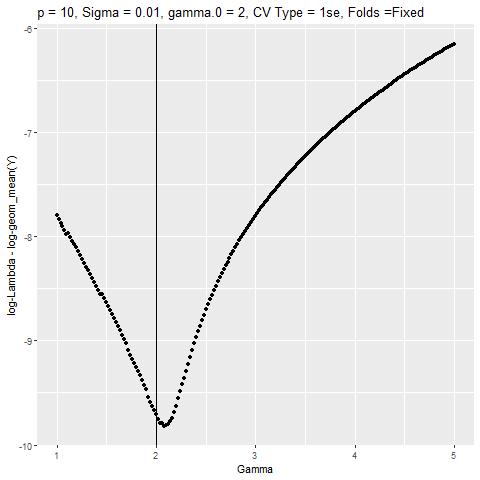 p = 10, Sigma = 0.01, gamma.0 = 2, CV Type = 1se, Folds =Fixed
log-Lambda - log-geom_mean(Y)
-6
-7
-8
-9
-10
1 2 3 4 5
Gamma